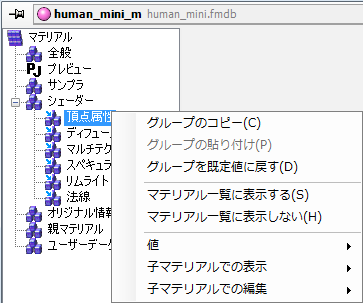 human_mini_m human_mini.fmdb
マテリアル
全般
プレビュー
サンプラ
シェーダー
頂点属性
ディフュー
マルチテク
スペキュラ
リムライト
法線
オリジナル情報
親マテリアル
ユーザーデータ
グループのコピー(C)
グループの貼り付け(P)
グループを既定値に戻す(D)
マテリアル一覧に表示する(S)
マテリアル一覧に表示しない(H)
値
子マテリアルでの表示
子マテリアルでの編集